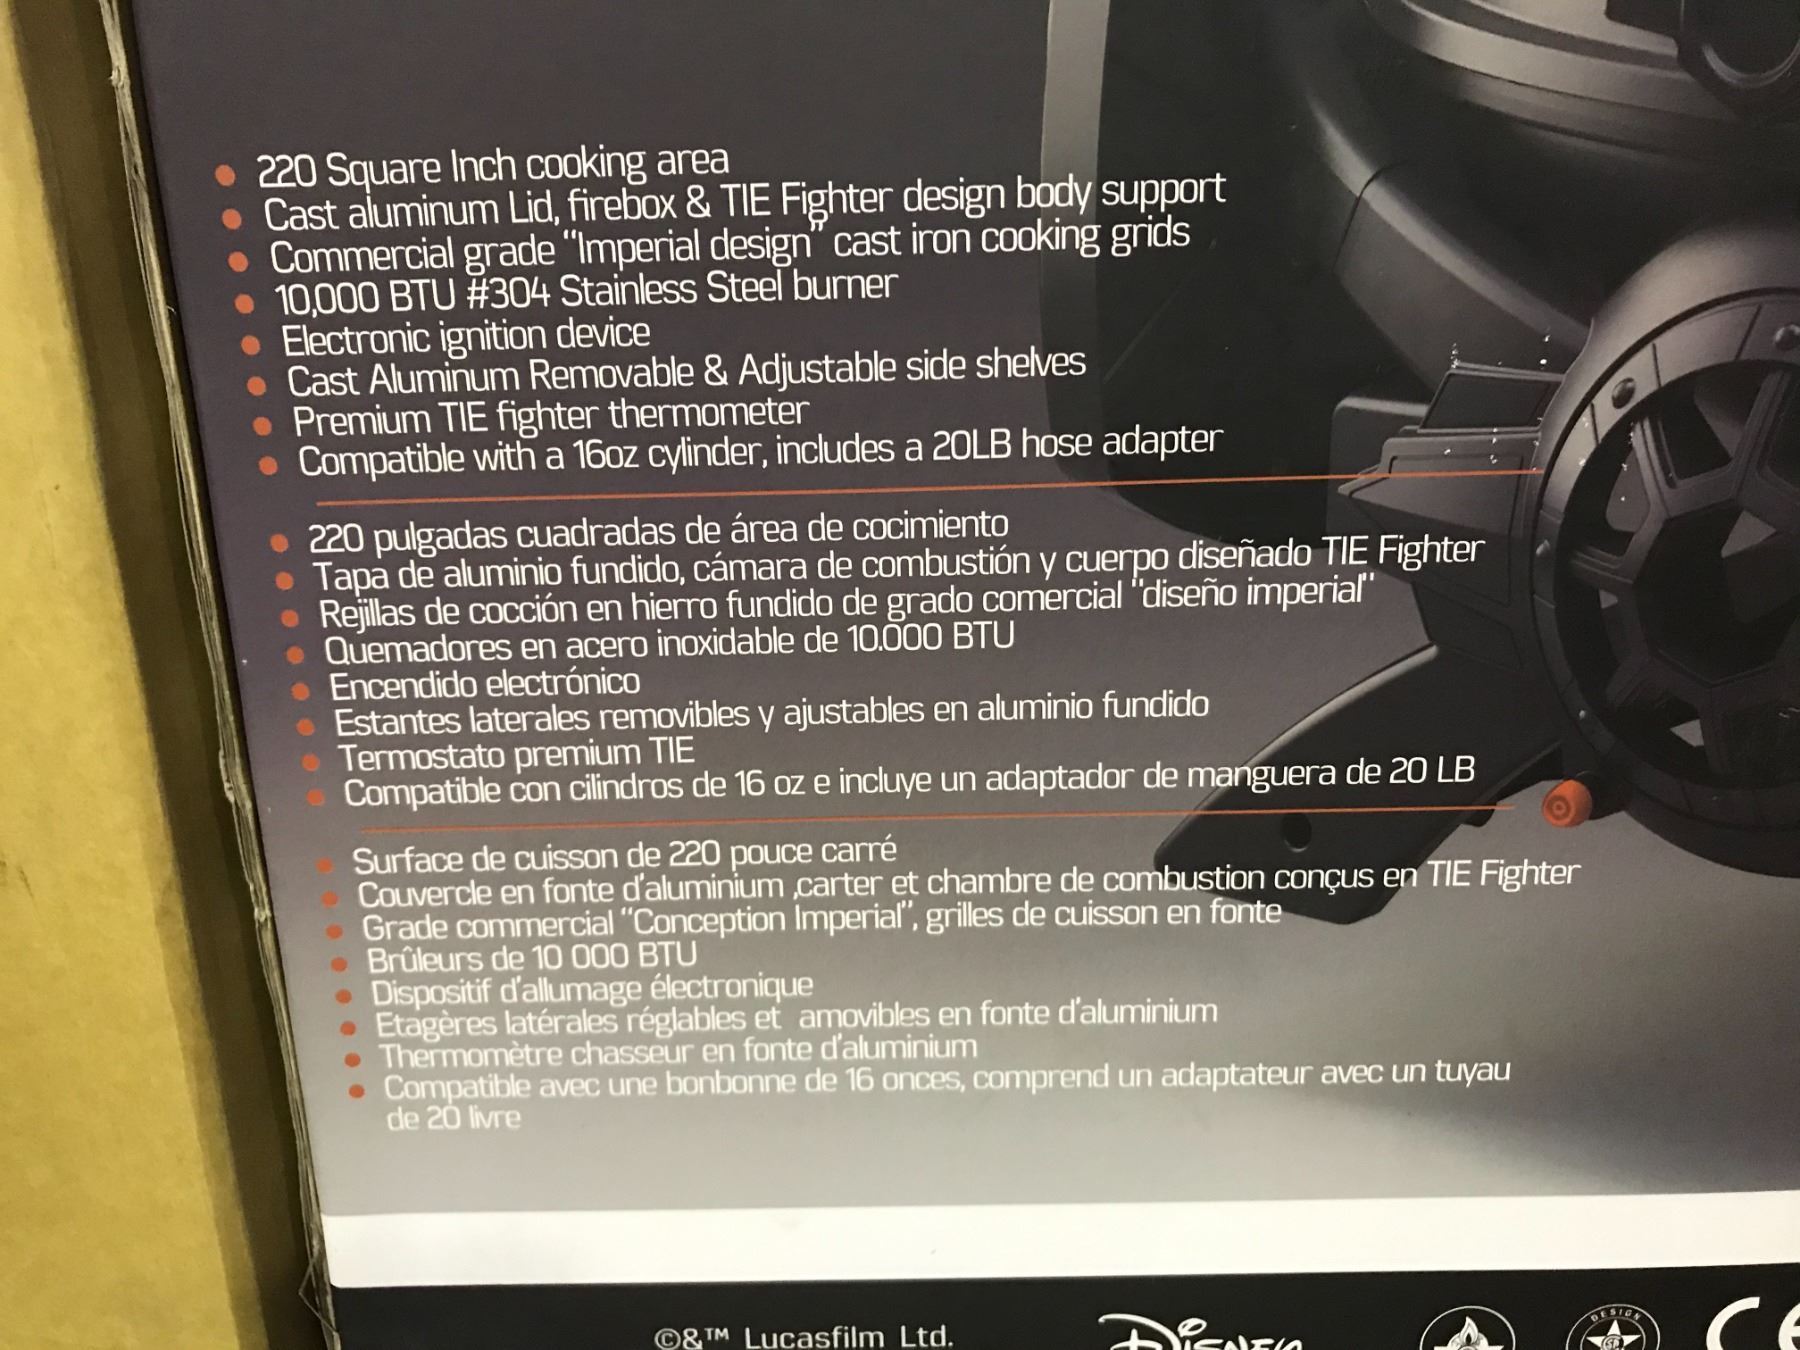 220 Square Inch cooking area
Cast aluminum Lid, firebox & TIE Fighter design body support
Commercial grade "Imperial design" cast iron cooking grids
10,000 BTU #304 Stainless Steel burner
Electronic ignition device
Cast Aluminum Removable & Adjustable side shelves
Premium TIE fighter thermometer
Compatible with a 16oz cylinder, includes a 20LB hose adapter
220 pulgadas cuadradas de área de cocimiento
Tapa de aluminio fundido, cámara de combustión y cuerpo diseñado TIE Fighter
Rejillas de cocción en hierro fundido de grado comercial "diseño imperial"
Quemadores en acero inoxidable de 10.000 BTU
Encendido electrónico
Estantes laterales removibles y ajustables en aluminio fundido
Termostato premium TIE
Compatible con cilindros de 16 oz e incluye un adaptador de manguera de 20 LB
Surface de cuisson de 220 pouce carré
Couvercle en fonte d'aluminium ,carter et chambre de combustion conçus en TIE Fighter
Grade commercial "Conception Imperial", grilles de cuisson en fonte
Brûleurs de 10 000 BTU
Dispositif d'allumage électronique
Etagères latérales réglables et amovibles en fonte d'aluminium
Thermomètre chasseur en fonte d'aluminium
Compatible avec une bonbonne de 16 onces, comprend un adaptateur avec un tuyau
de 20 livre
©&™ Lucasfilm Ltd.
Disney
DESIGN
CE